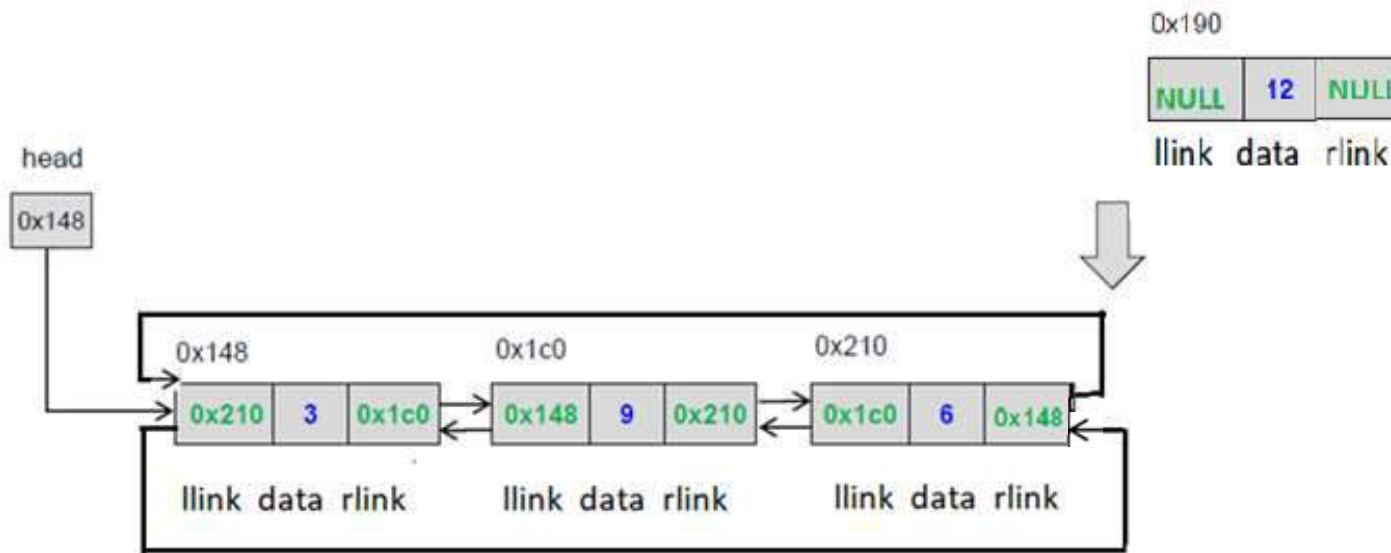 0x190
NULL 12 NULL
llink data rlink
head
0x148
0x148 0x1c0 0x210
0x210 3 0x1c0 0x148 9 0x210 0x1c0 6 0x148
llink data rlink llink data rlink llink data rlink